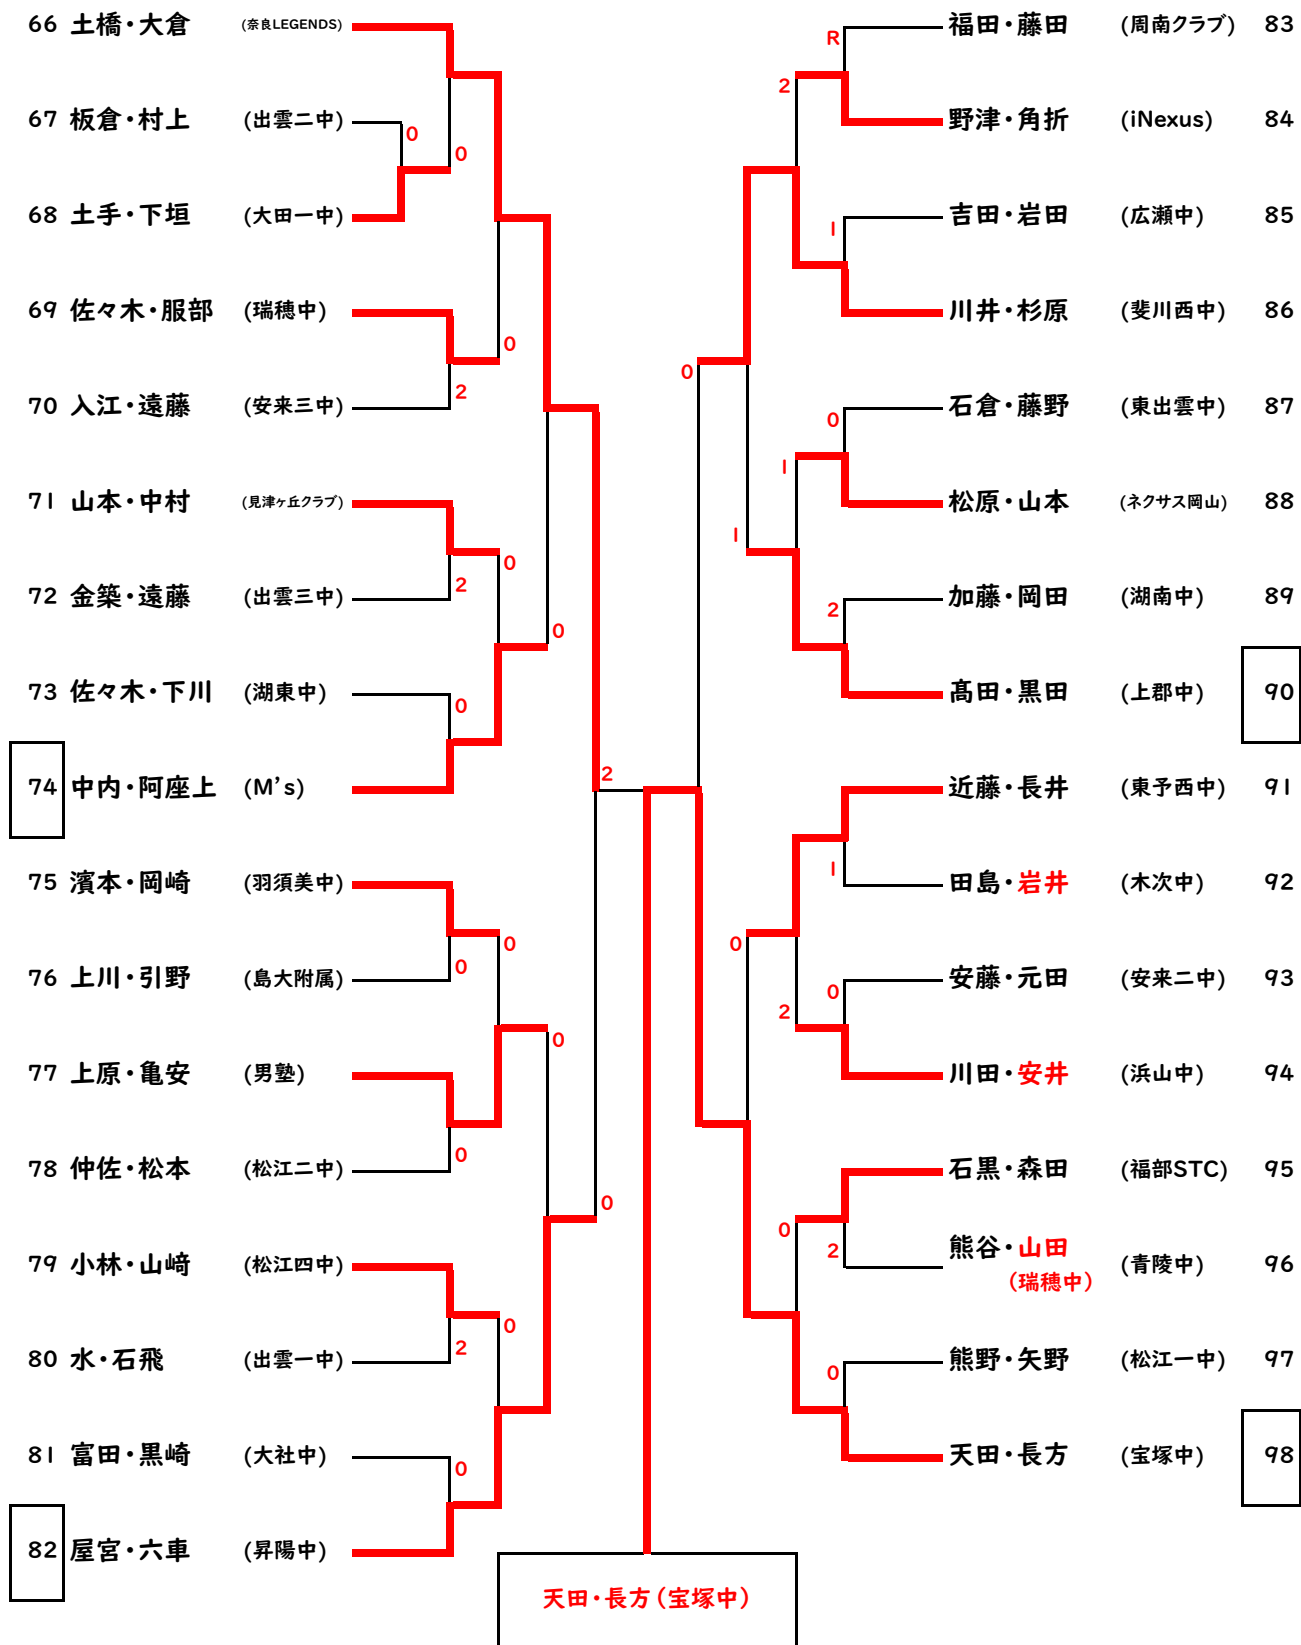 66 土橋・大倉 (奈良LEGENDS)
67 板倉・村上 (出雲二中)
0
0
68 土手・下垣 (大田一中)
69 佐々木・服部 (瑞穂中)
0
2
70 入江・遠藤 (安来三中)
71 山本・中村 (見津ヶ丘クラブ)
0
2
72 金築・遠藤 (出雲三中)
0
73 佐々木・下川 (湖東中)
0
74 中内・阿座上 (M's)
2
75 濱本・岡崎 (羽須美中)
0
0
76 上川・引野 (島大附属)
0
77 上原・亀安 (男塾)
0
78 仲佐・松本 (松江二中)
0
79 小林・山﨑 (松江四中)
0
2
80 水・石飛 (出雲一中)
81 富田・黒崎 (大社中)
0
82 屋宮・六車 (昇陽中)
福田・藤田 (周南クラブ) 83
R
2
野津・角折 (iNexus) 84
吉田・岩田 (広瀬中) 85
1
川井・杉原 (斐川西中) 86
0
石倉・藤野 (東出雲中) 87
0
1
松原・山本 (ネクサス岡山) 88
1
加藤・岡田 (湖南中) 89
2
髙田・黒田 (上郡中) 90
近藤・長井 (東予西中) 91
1
田島・岩井 (木次中) 92
0
安藤・元田 (安来二中) 93
0
2
川田・安井 (浜山中) 94
石黒・森田 (福部STC) 95
0
2
熊谷・山田 (青陵中) 96
(瑞穂中)
熊野・矢野 (松江一中) 97
0
天田・長方 (宝塚中) 98
天田・長方(宝塚中)